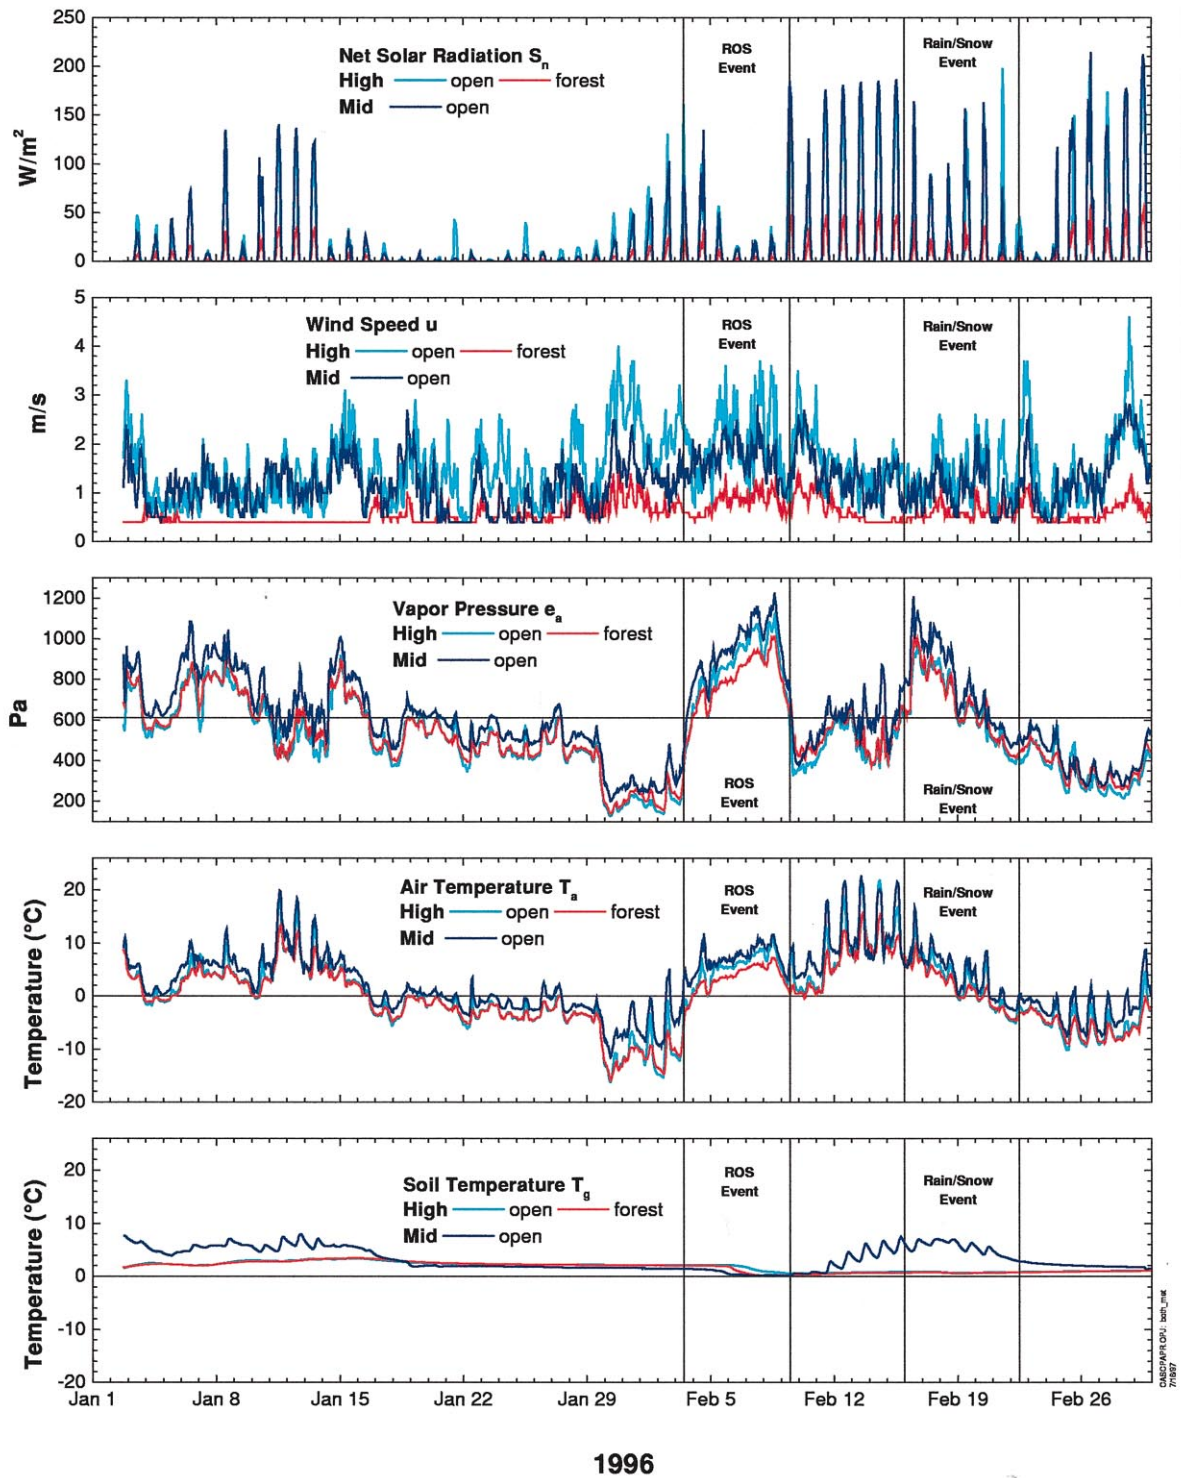 250
200
150
100
50
0
W/m²
Net Solar Radiation Sn
High open forest
Mid open
ROS
Event
Rain/Snow
Event
5
4
3
2
1
0
m/s
Wind Speed u
High open forest
Mid open
ROS
Event
Rain/Snow
Event
1200
1000
800
600
400
200
Pa
Vapor Pressure ea
High open forest
Mid open
ROS
Event
Rain/Snow
Event
20
10
0
-10
-20
Temperature (°C)
Air Temperature Ta
High open forest
Mid open
ROS
Event
Rain/Snow
Event
20
10
0
-10
-20
Temperature (°C)
Soil Temperature Tg
High open forest
Mid open
ROS
Event
Rain/Snow
Event
Jan 1 Jan 8 Jan 15 Jan 22 Jan 29 Feb 5 Feb 12 Feb 19 Feb 26
1996